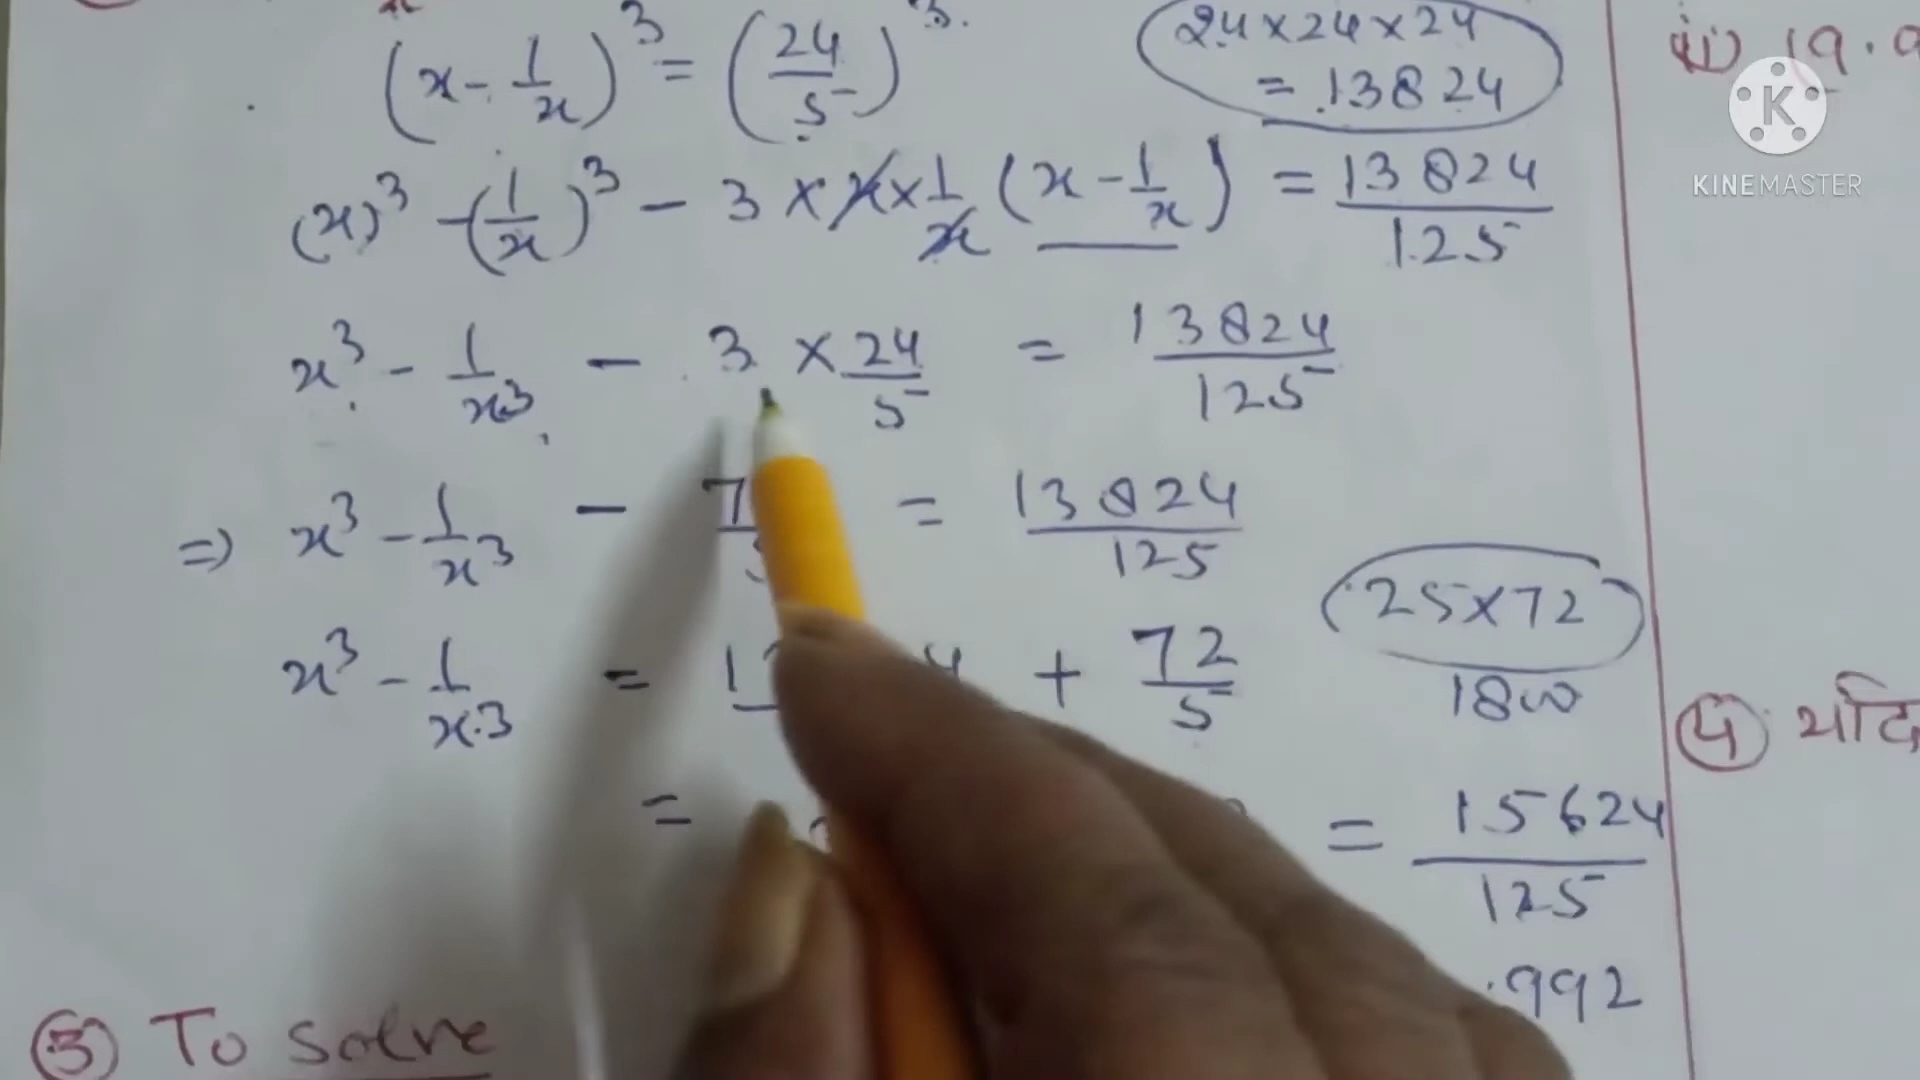 (x - 1/x)³ = (24/5)³
24 x 24 x 24
= 13824
(x)³ - (1/x)³ - 3 × x × 1/x (x - 1/x) = 13824/125
x³ - 1/x³ - 3 × 24/5 = 13824/125
⇒ x³ - 1/x³ - = 13824/125
25 x 72
1800
x³ - 1/x³ = + 72/5
= = 15624/125
.992
③ To solve
ii) 19.9
④ यदि
K
KINEMASTER